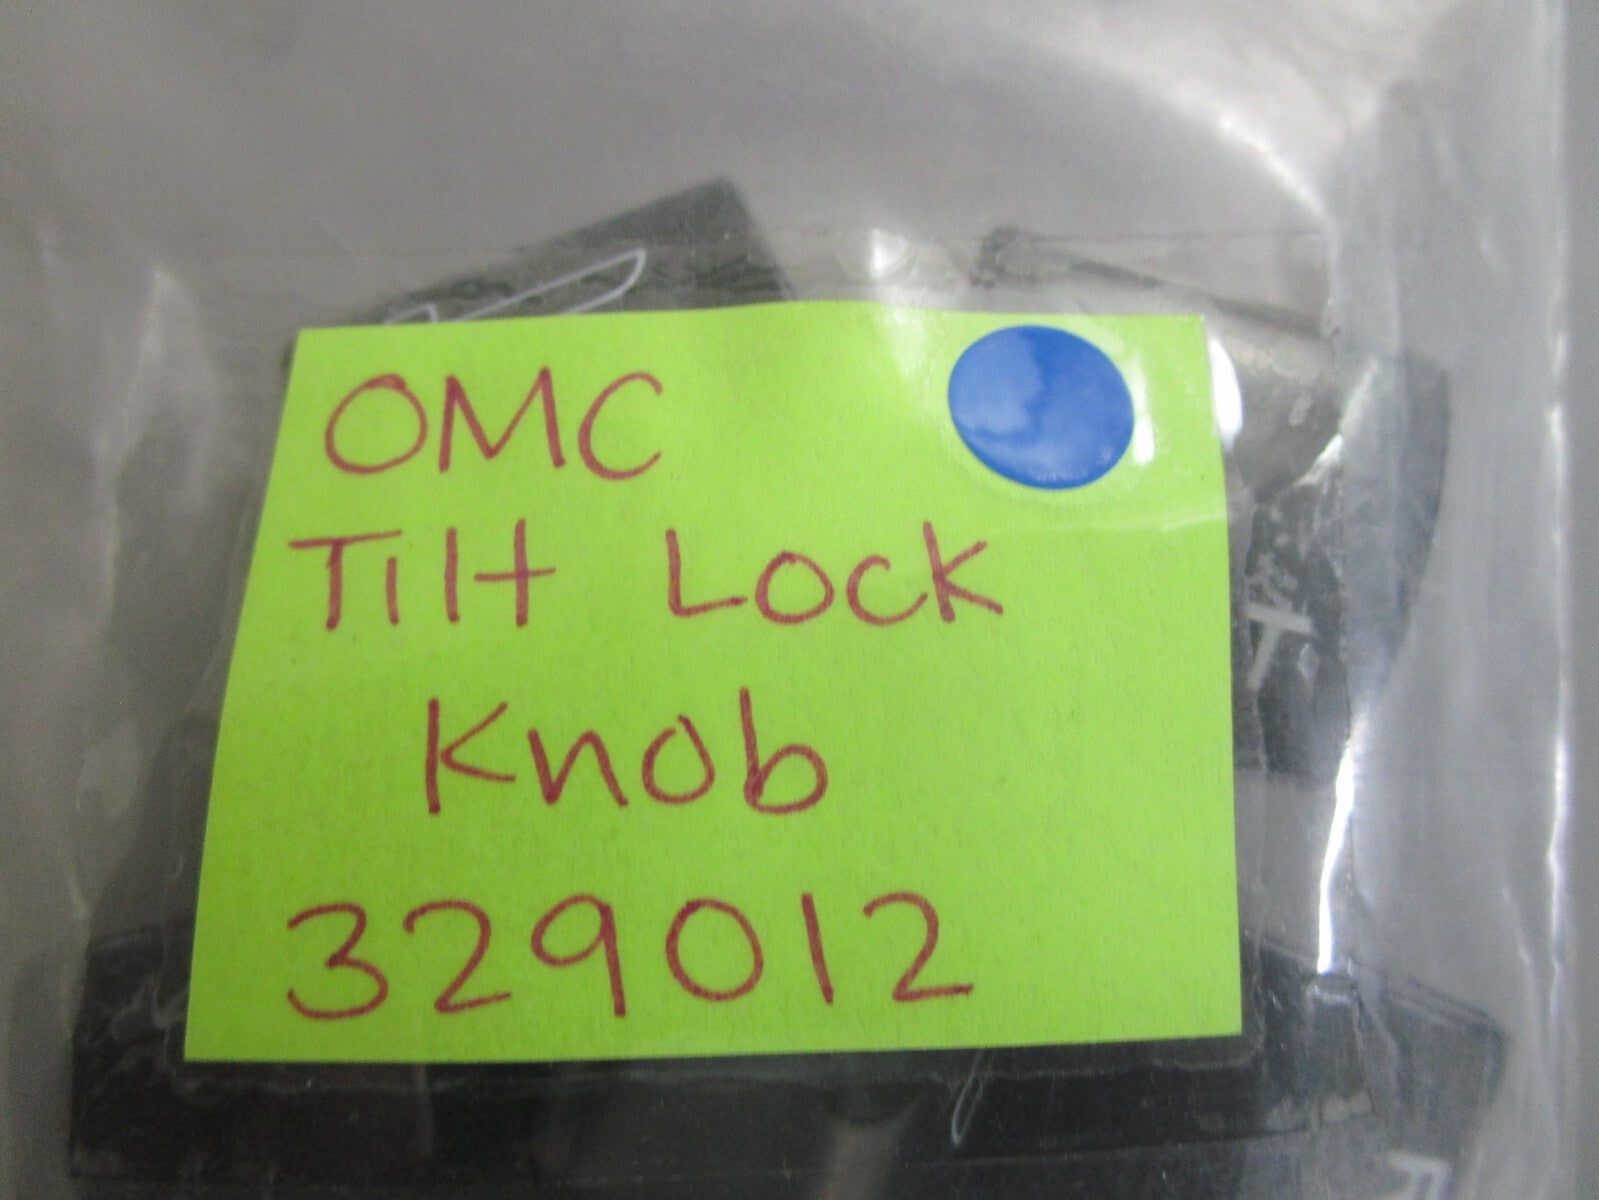 OMC
Tilt Lock
Knob
329012